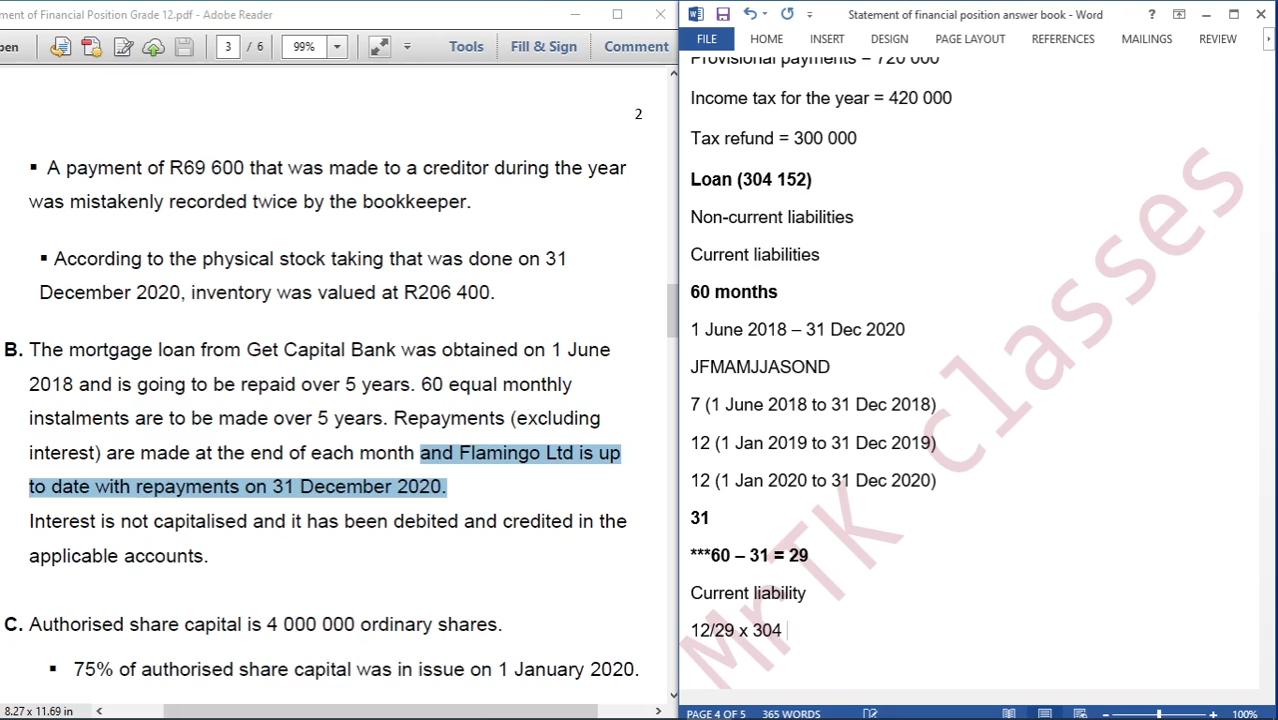 ment of Financial Position Grade 12.pdf - Adobe Reader
pen
3 / 6
99%
Tools
Fill & Sign
Comment
2
▪ A payment of R69 600 that was made to a creditor during the year
was mistakenly recorded twice by the bookkeeper.
▪ According to the physical stock taking that was done on 31
December 2020, inventory was valued at R206 400.
B. The mortgage loan from Get Capital Bank was obtained on 1 June
2018 and is going to be repaid over 5 years. 60 equal monthly
instalments are to be made over 5 years. Repayments (excluding
interest) are made at the end of each month and Flamingo Ltd is up
to date with repayments on 31 December 2020.
Interest is not capitalised and it has been debited and credited in the
applicable accounts.
C. Authorised share capital is 4 000 000 ordinary shares.
▪ 75% of authorised share capital was in issue on 1 January 2020.
8.27 x 11.69 in
Statement of financial position answer book - Word
FILE HOME INSERT DESIGN PAGE LAYOUT REFERENCES MAILINGS REVIEW
Provisional payments = 720 000
Income tax for the year = 420 000
Tax refund = 300 000
Loan (304 152)
Non-current liabilities
Current liabilities
60 months
1 June 2018 – 31 Dec 2020
JFMAMJJASOND
7 (1 June 2018 to 31 Dec 2018)
12 (1 Jan 2019 to 31 Dec 2019)
12 (1 Jan 2020 to 31 Dec 2020)
31
***60 – 31 = 29
Current liability
12/29 x 304
MrTK classes
PAGE 4 OF 5 365 WORDS
100%